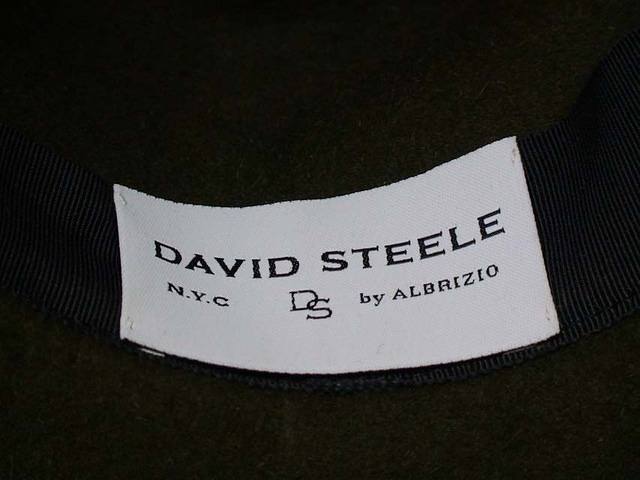 DAVID STEELE
N.Y.C DS by ALBRIZIO